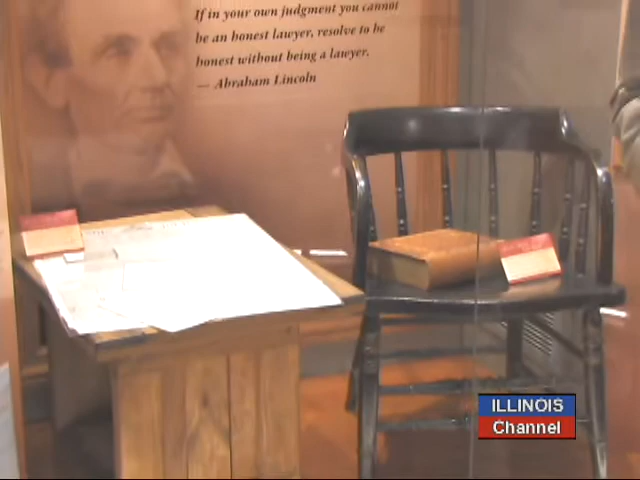 If in your own judgment you cannot
be an honest lawyer, resolve to be
honest without being a lawyer.
— Abraham Lincoln
ILLINOIS
Channel